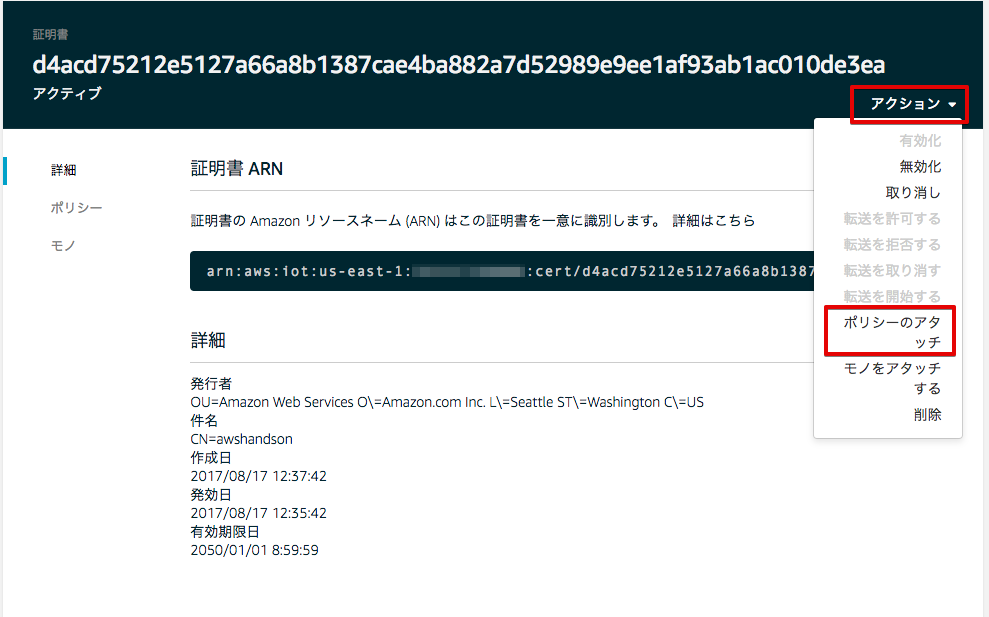 証明書
d4acd75212e5127a66a8b1387cae4ba882a7d52989e9ee1af93ab1ac010de3ea
アクティブ
アクション
有効化
無効化
取り消し
転送を許可する
転送を拒否する
転送を取り消す
転送を開始する
ポリシーのアタ
ッチ
モノをアタッチ
する
削除
詳細
ポリシー
モノ
証明書 ARN
証明書の Amazon リソースネーム (ARN) はこの証明書を一意に識別します。 詳細はこちら
arn:aws:iot:us-east-1: :cert/d4acd75212e5127a66a8b1387
詳細
発行者
OU=Amazon Web Services O\=Amazon.com Inc. L\=Seattle ST\=Washington C\=US
件名
CN=awshandson
作成日
2017/08/17 12:37:42
発効日
2017/08/17 12:35:42
有効期限日
2050/01/01 8:59:59